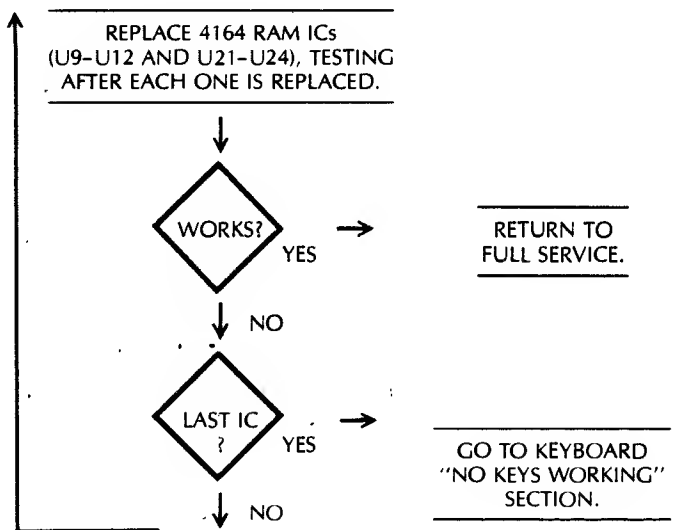 REPLACE 4164 RAM ICs
(U9–U12 AND U21–U24), TESTING
AFTER EACH ONE IS REPLACED.
WORKS?
YES
RETURN TO
FULL SERVICE.
NO
LAST IC
?
YES
GO TO KEYBOARD
"NO KEYS WORKING"
SECTION.
NO